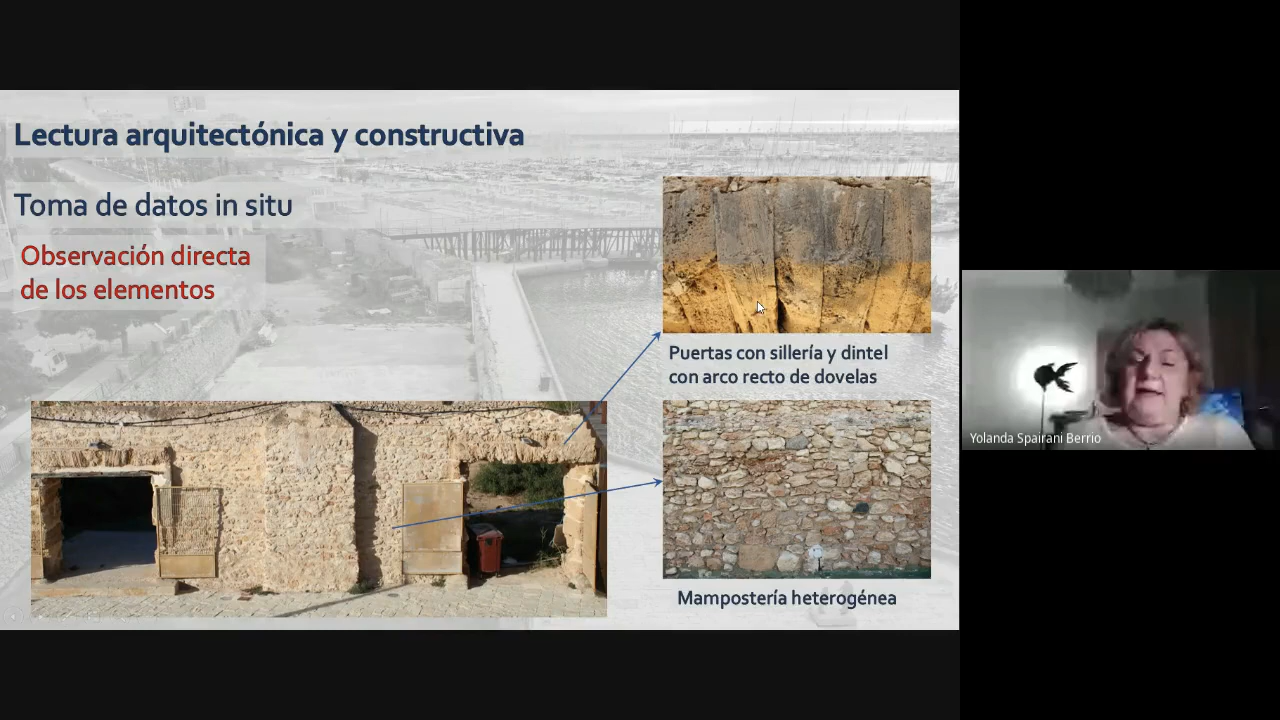 Lectura arquitectónica y constructiva
Toma de datos in situ
Observación directa
de los elementos
Puertas con sillería y dintel
con arco recto de dovelas
Mampostería heterogénea
Yolanda Spairani Berrio